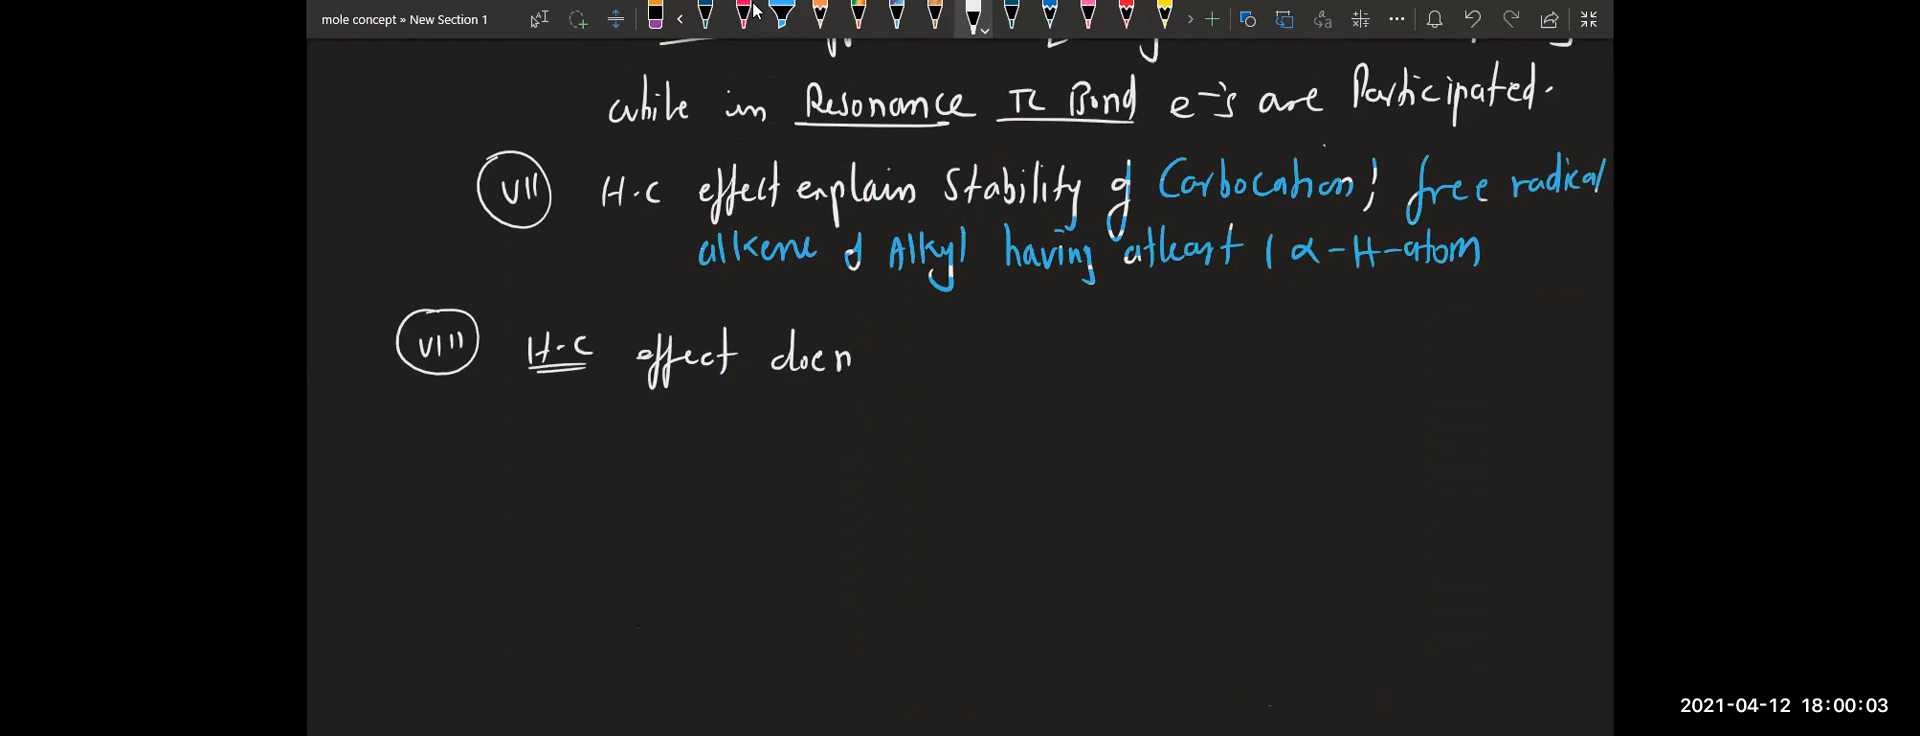 mole concept » New Section 1
while in Resonance π Bond e⁻'s are Participated.
VII H.C effect explain Stability of Carbocation, free radical
alkene & Alkyl having atleast 1 α-H-atom
VIII H.C effect doen
2021-04-12 18:00:03